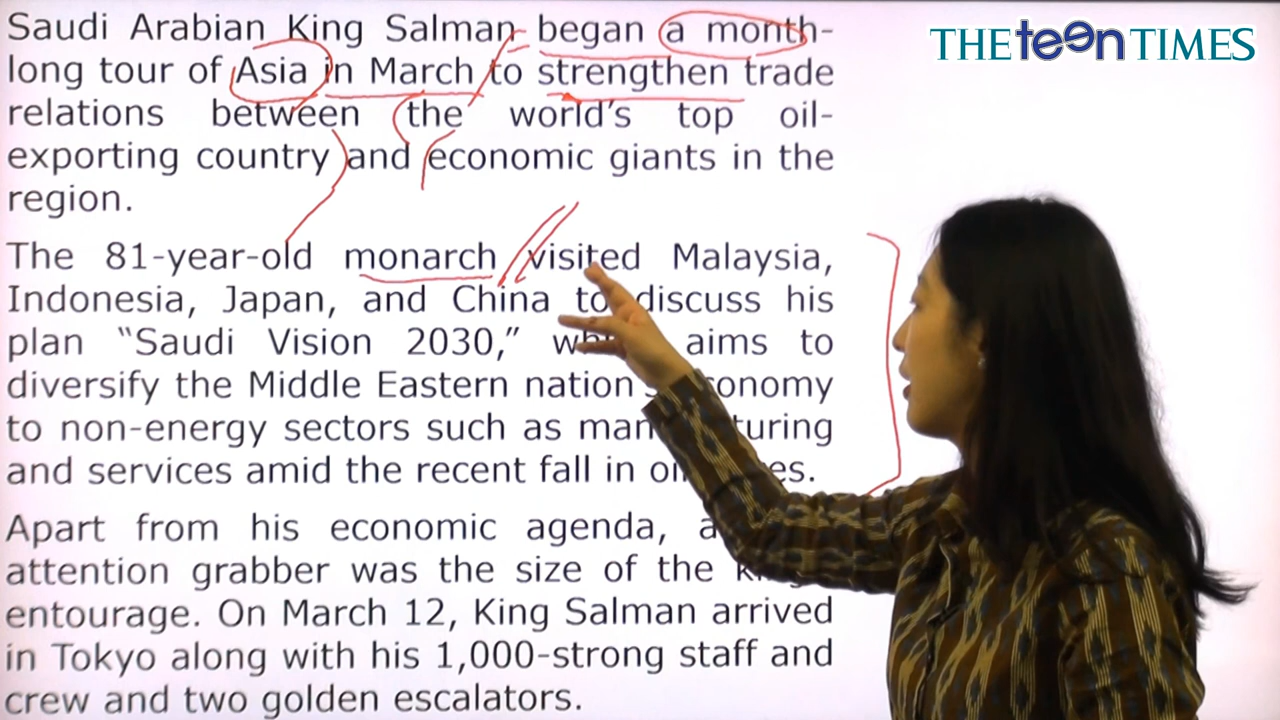 THE teen TIMES
Saudi Arabian King Salman began a month-
long tour of Asia in March to strengthen trade
relations between the world's top oil-
exporting country and economic giants in the
region.
The 81-year-old monarch visited Malaysia,
Indonesia, Japan, and China to discuss his
plan "Saudi Vision 2030," aims to
diversify the Middle Eastern nation
to non-energy sectors such as
and services amid the recent fall in
Apart from his economic agenda,
attention grabber was the size of the
entourage. On March 12, King Salman arrived
in Tokyo along with his 1,000-strong staff and
crew and two golden escalators.